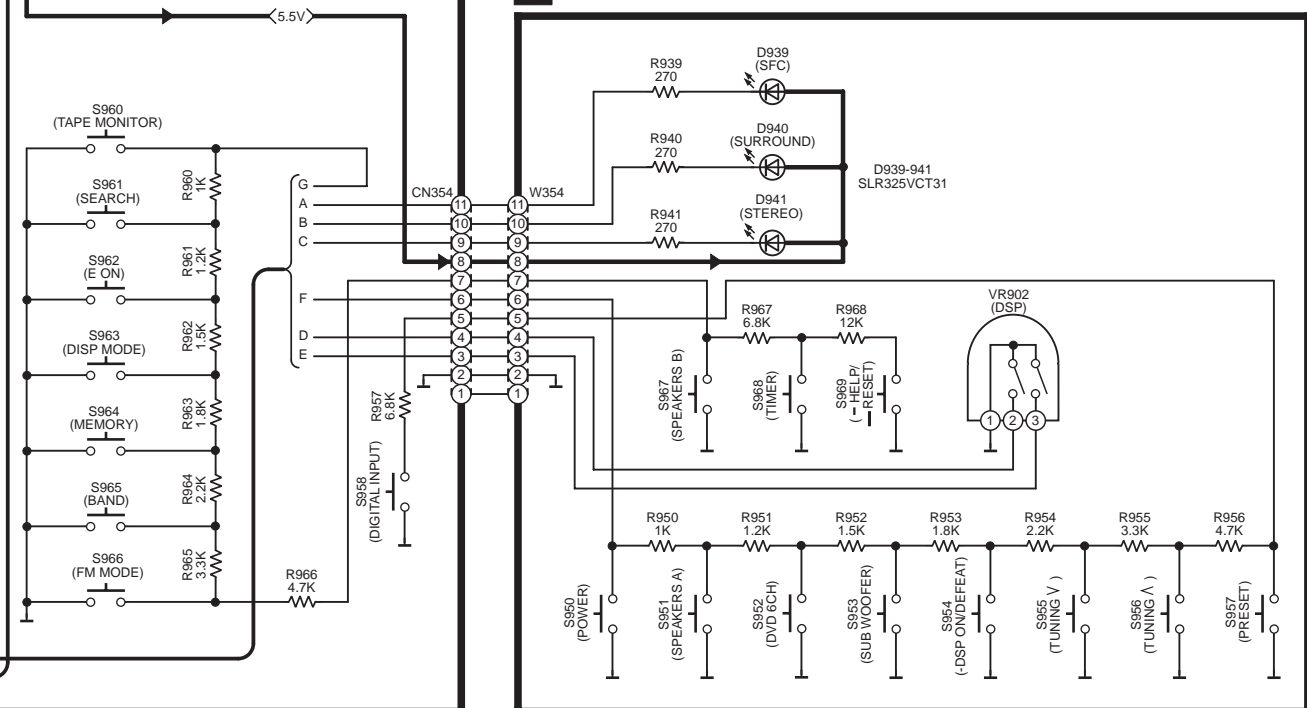 5.5V
S960
(TAPE MONITOR)
R960
1K
S961
(SEARCH)
R961
1.2K
S962
(E ON)
R962
1.5K
S963
(DISP MODE)
R963
1.8K
S964
(MEMORY)
R964
2.2K
S965
(BAND)
R965
3.3K
S966
(FM MODE)
R966
4.7K
G
A
B
C
F
D
E
CN354
W354
11
10
9
8
7
6
5
4
3
2
1
11
10
9
8
7
6
5
4
3
2
1
R957
6.8K
S958
(DIGITAL INPUT)
R939
270
D939
(SFC)
R940
270
D940
(SURROUND)
R941
270
D941
(STEREO)
D939-941
SLR325VCT31
R967
6.8K
R968
12K
S967
(SPEAKERS B)
S968
(TIMER)
S969
(– HELP/
RESET)
VR902
(DSP)
1
2
3
R950
1K
R951
1.2K
R952
1.5K
R953
1.8K
R954
2.2K
R955
3.3K
R956
4.7K
S950
(POWER)
S951
(SPEAKERS A)
S952
(DVD 6CH)
S953
(SUB WOOFER)
S954
(-DSP ON/DEFEAT)
S955
(TUNING ∨ )
S956
(TUNING ∧ )
S957
(PRESET)